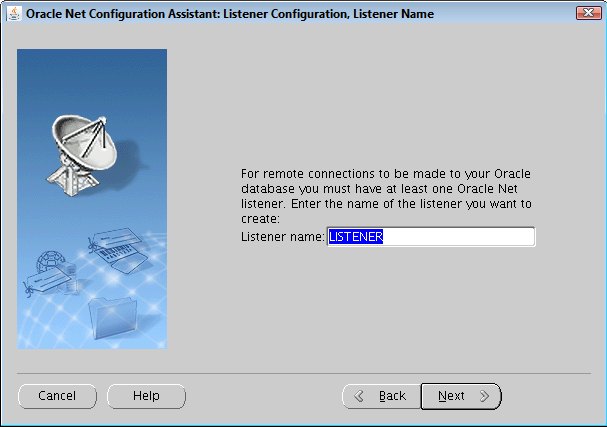 Oracle Net Configuration Assistant: Listener Configuration, Listener Name
For remote connections to be made to your Oracle
database you must have at least one Oracle Net
listener. Enter the name of the listener you want to
create:
Listener name: LISTENER
Cancel Help Back Next